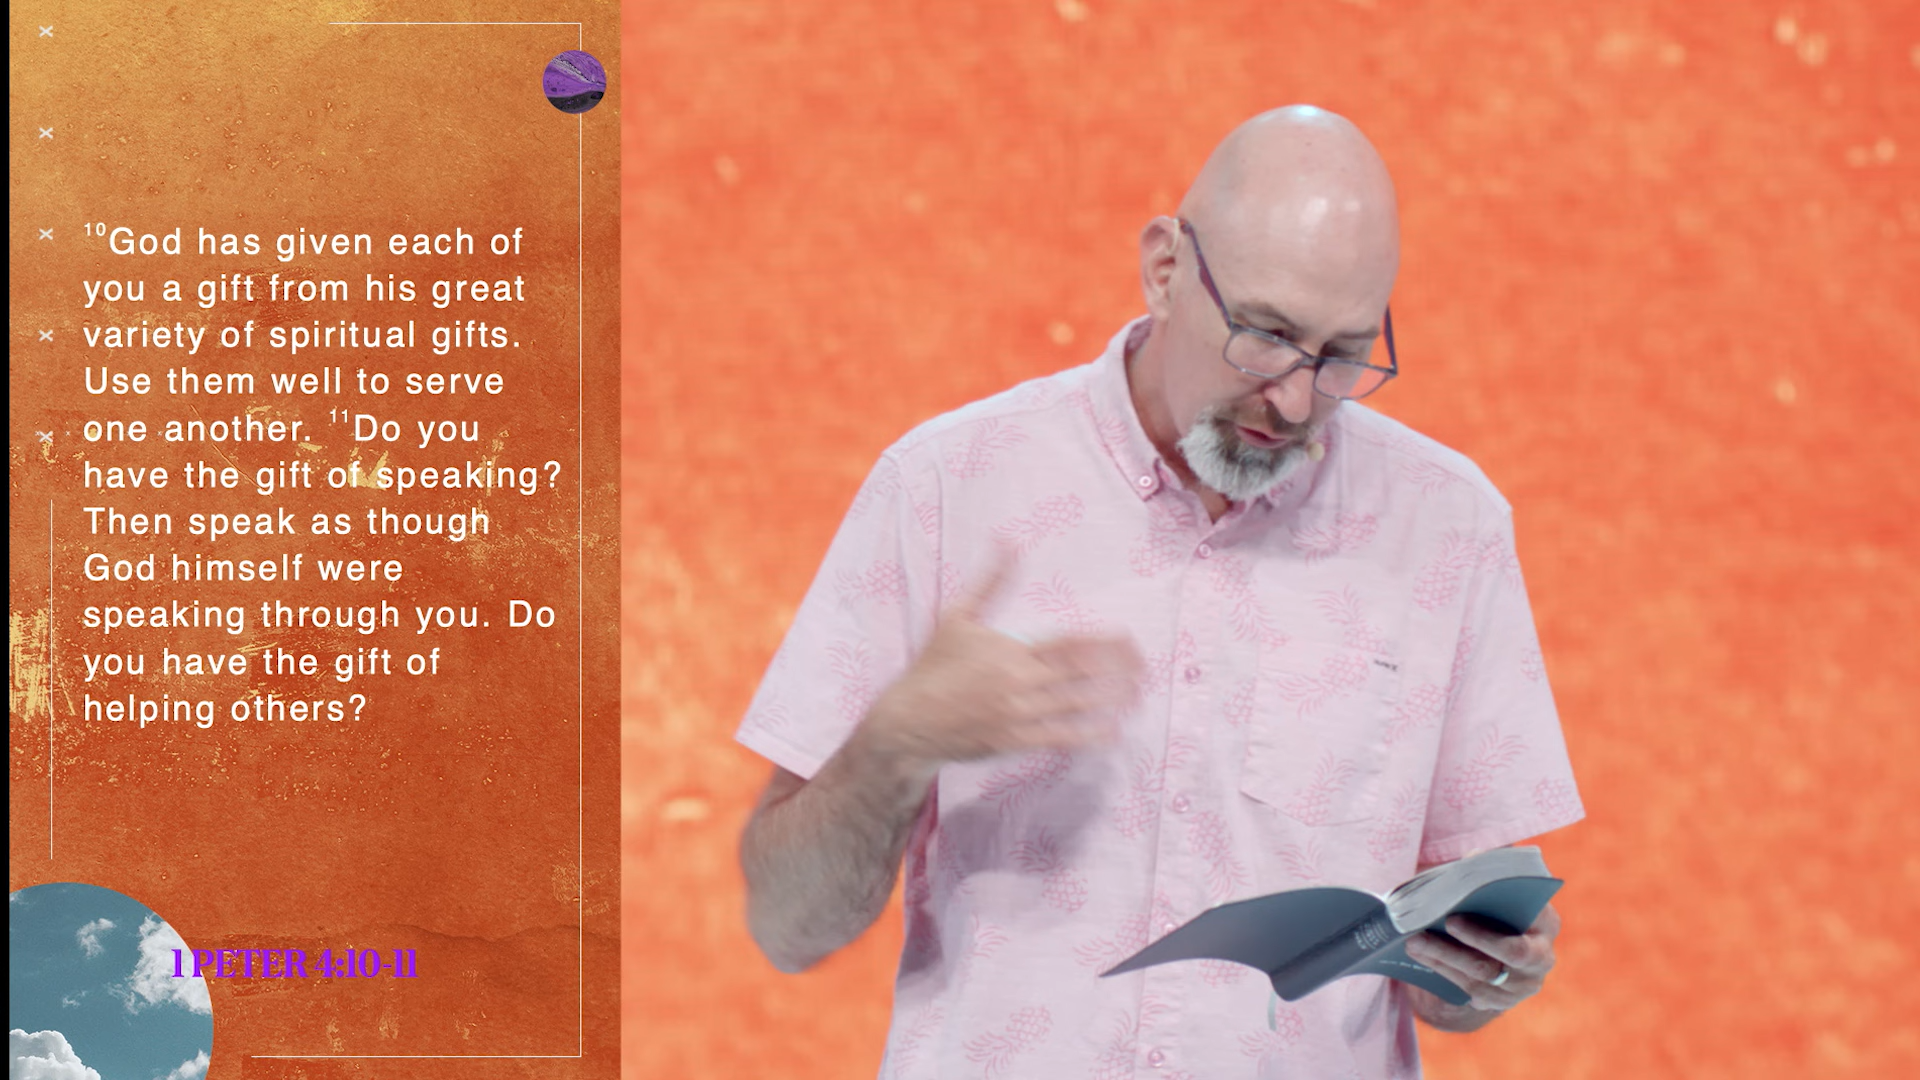 ¹⁰God has given each of
you a gift from his great
variety of spiritual gifts.
Use them well to serve
one another. ¹¹Do you
have the gift of speaking?
Then speak as though
God himself were
speaking through you. Do
you have the gift of
helping others?
1 PETER 4:10-11